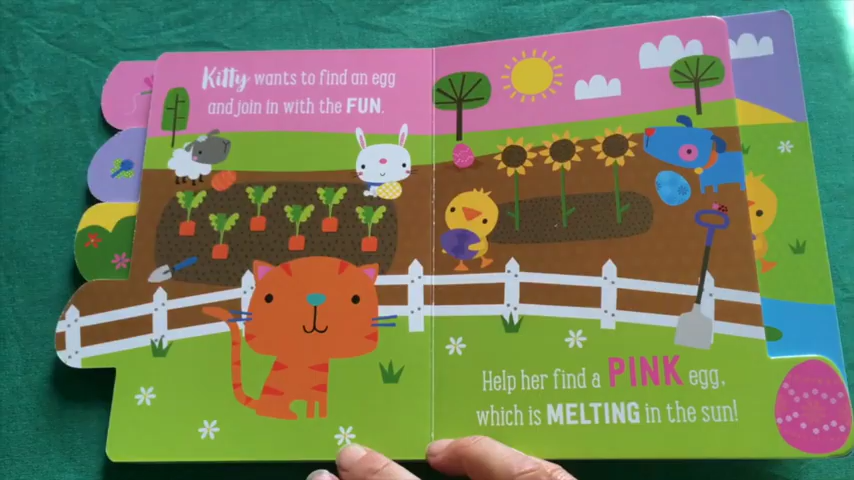 Kitty wants to find an egg
and join in with the FUN.
Help her find a PINK egg,
which is MELTING in the sun!